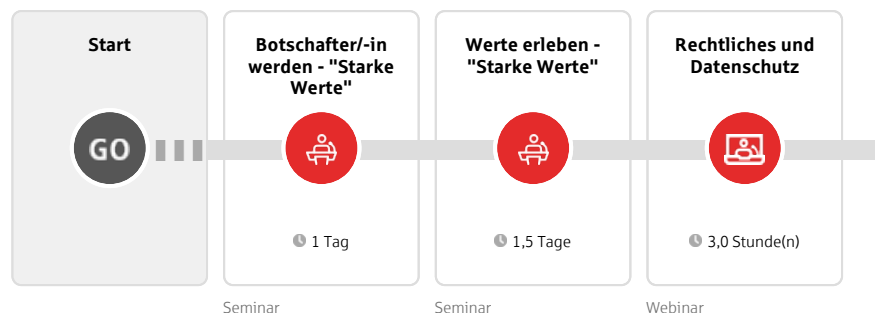 Start
GO
Botschafter/-in
werden - "Starke
Werte"
1 Tag
Seminar
Werte erleben -
"Starke Werte"
1,5 Tage
Seminar
Rechtliches und
Datenschutz
3,0 Stunde(n)
Webinar